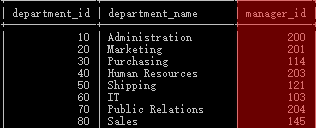 department_id department_name manager_id
10 Administration 200
20 Marketing 201
30 Purchasing 114
40 Human Resources 203
50 Shipping 121
60 IT 103
70 Public Relations 204
80 Sales 145